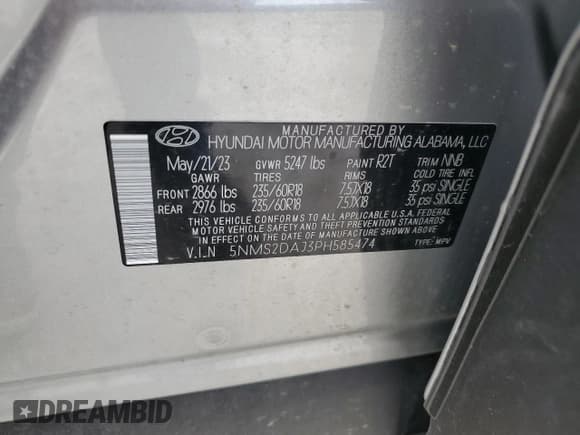 MANUFACTURED BY
HYUNDAI MOTOR MANUFACTURING ALABAMA, LLC
May/21/23 GVWR 5247 lbs PAINT R2T TRIM NNB
GAWR TIRES RIMS COLD TIRE INFL
FRONT 2866 lbs 235/60R18 7.5JX18 35 psi SINGLE
REAR 2976 lbs 235/60R18 7.5JX18 35 psi SINGLE
THIS VEHICLE CONFORMS TO ALL APPLICABLE U.S.A. FEDERAL
MOTOR VEHICLE SAFETY STANDARDS IN EFFECT ON
THE DATE OF MANUFACTURE SHOWN ABOVE
V.I.N 5NMS2DAJ3PH585474 TYPE: MPV
DREAMBID